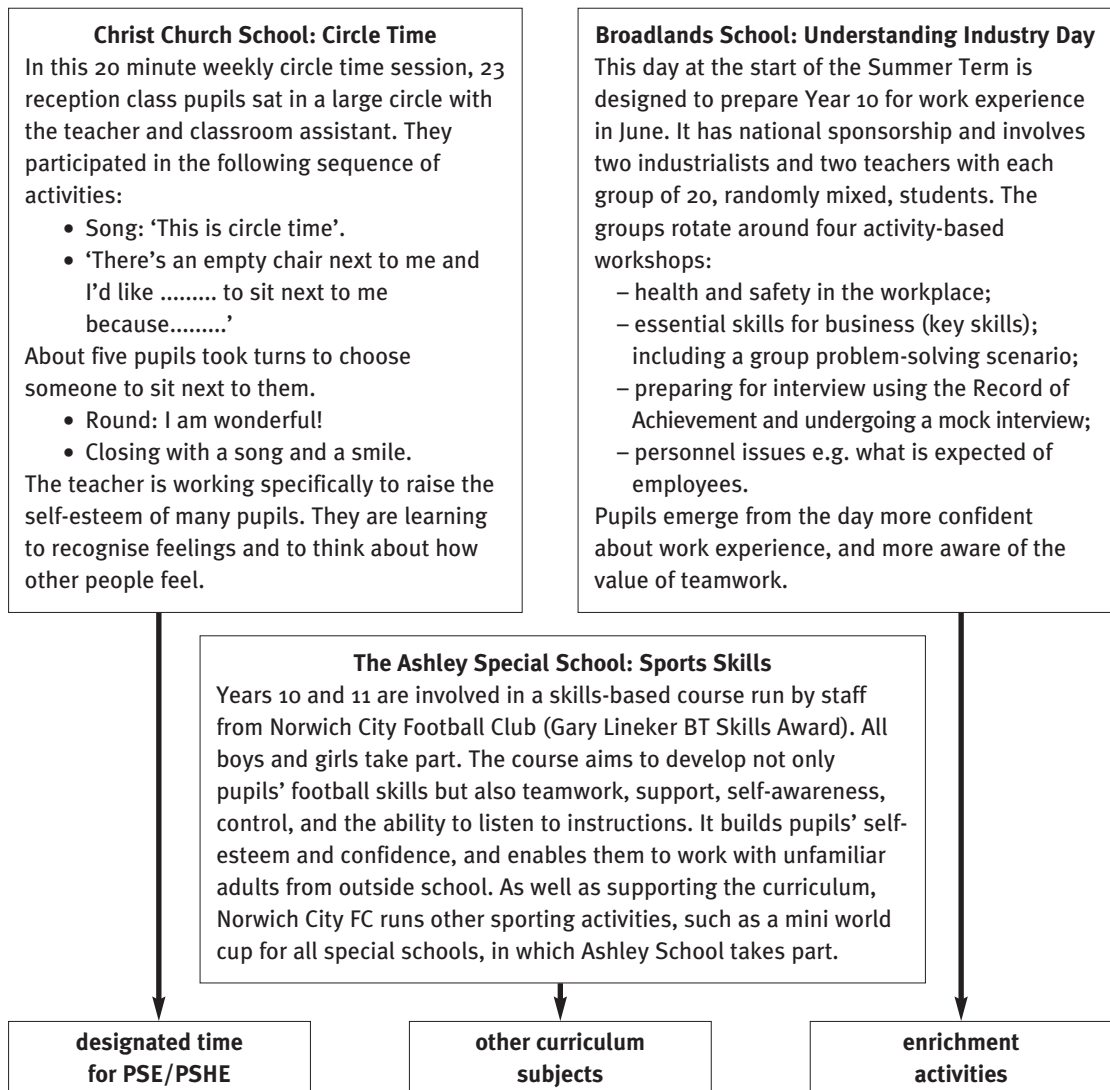 Christ Church School: Circle Time
In this 20 minute weekly circle time session, 23
reception class pupils sat in a large circle with
the teacher and classroom assistant. They
participated in the following sequence of
activities:
• Song: ‘This is circle time’.
• ‘There’s an empty chair next to me and
I’d like ......... to sit next to me
because.........’
About five pupils took turns to choose
someone to sit next to them.
• Round: I am wonderful!
• Closing with a song and a smile.
The teacher is working specifically to raise the
self-esteem of many pupils. They are learning
to recognise feelings and to think about how
other people feel.
Broadlands School: Understanding Industry Day
This day at the start of the Summer Term is
designed to prepare Year 10 for work experience
in June. It has national sponsorship and involves
two industrialists and two teachers with each
group of 20, randomly mixed, students. The
groups rotate around four activity-based
workshops:
– health and safety in the workplace;
– essential skills for business (key skills);
including a group problem-solving scenario;
– preparing for interview using the Record of
Achievement and undergoing a mock interview;
– personnel issues e.g. what is expected of
employees.
Pupils emerge from the day more confident
about work experience, and more aware of the
value of teamwork.
The Ashley Special School: Sports Skills
Years 10 and 11 are involved in a skills-based course run by staff
from Norwich City Football Club (Gary Lineker BT Skills Award). All
boys and girls take part. The course aims to develop not only
pupils’ football skills but also teamwork, support, self-awareness,
control, and the ability to listen to instructions. It builds pupils’ self-
esteem and confidence, and enables them to work with unfamiliar
adults from outside school. As well as supporting the curriculum,
Norwich City FC runs other sporting activities, such as a mini world
cup for all special schools, in which Ashley School takes part.
designated time
for PSE/PSHE
other curriculum
subjects
enrichment
activities